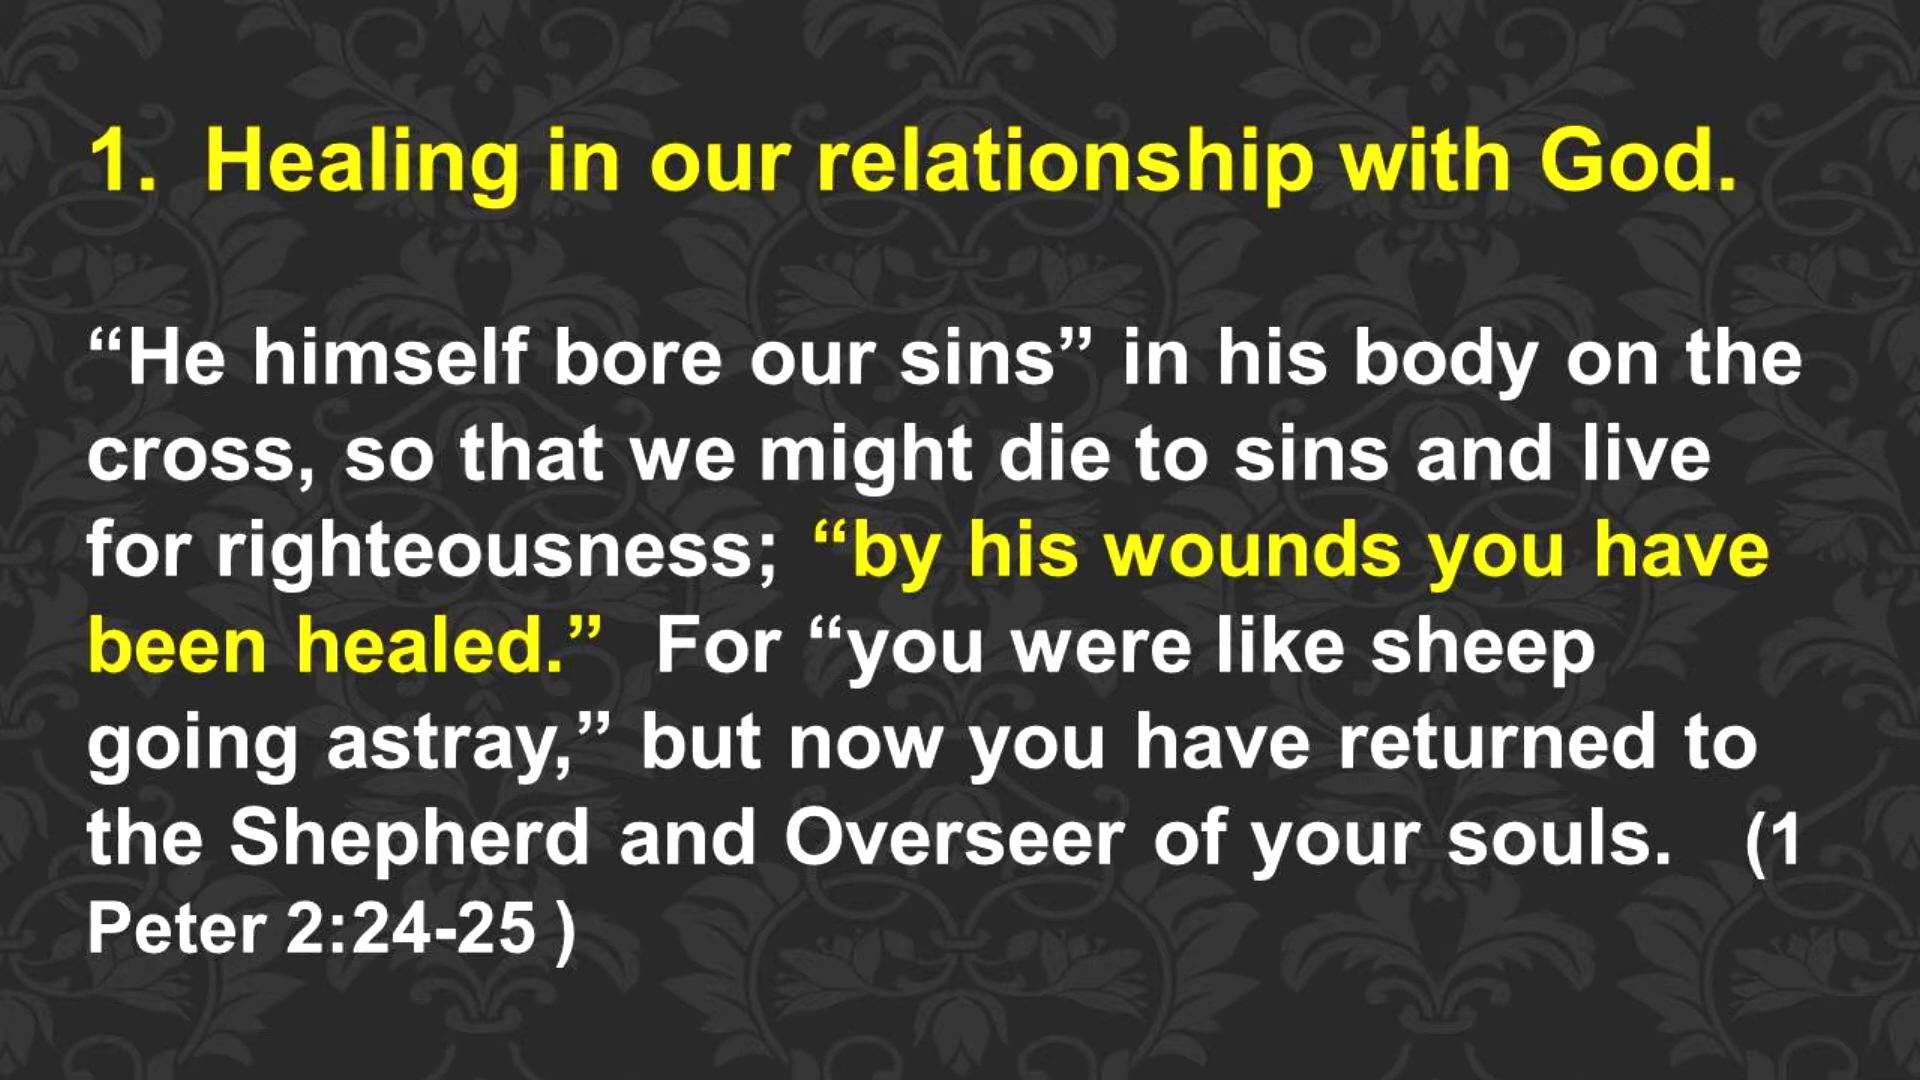 1. Healing in our relationship with God.
“He himself bore our sins” in his body on the
cross, so that we might die to sins and live
for righteousness; “by his wounds you have
been healed.” For “you were like sheep
going astray,” but now you have returned to
the Shepherd and Overseer of your souls. (1
Peter 2:24-25 )